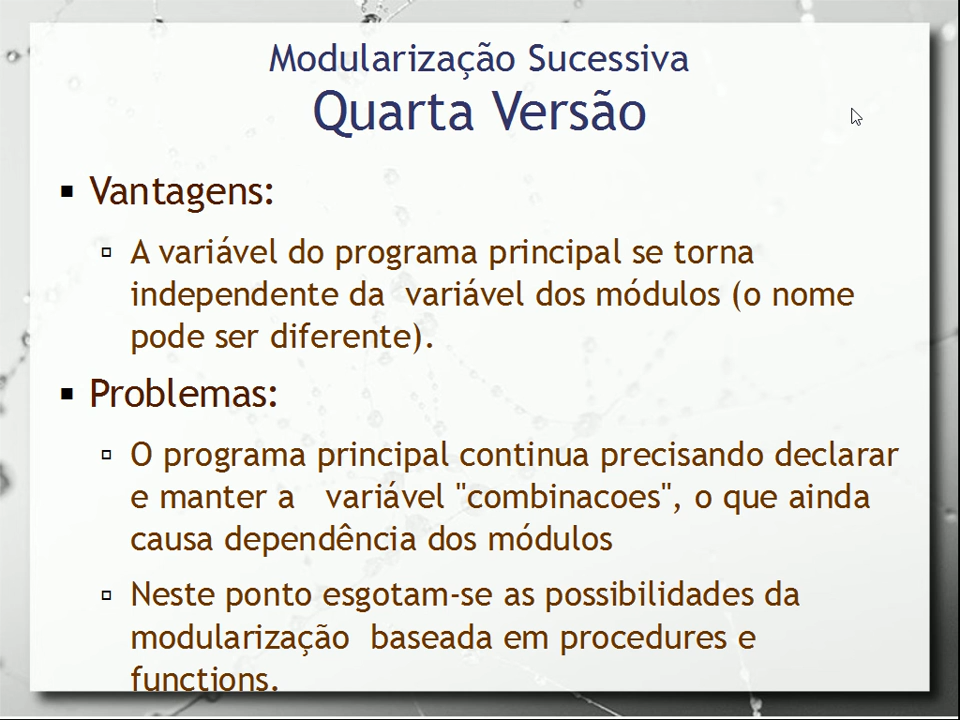 Modularização Sucessiva
Quarta Versão
Vantagens:
A variável do programa principal se torna
independente da variável dos módulos (o nome
pode ser diferente).
Problemas:
O programa principal continua precisando declarar
e manter a variável "combinacoes", o que ainda
causa dependência dos módulos
Neste ponto esgotam-se as possibilidades da
modularização baseada em procedures e
functions.